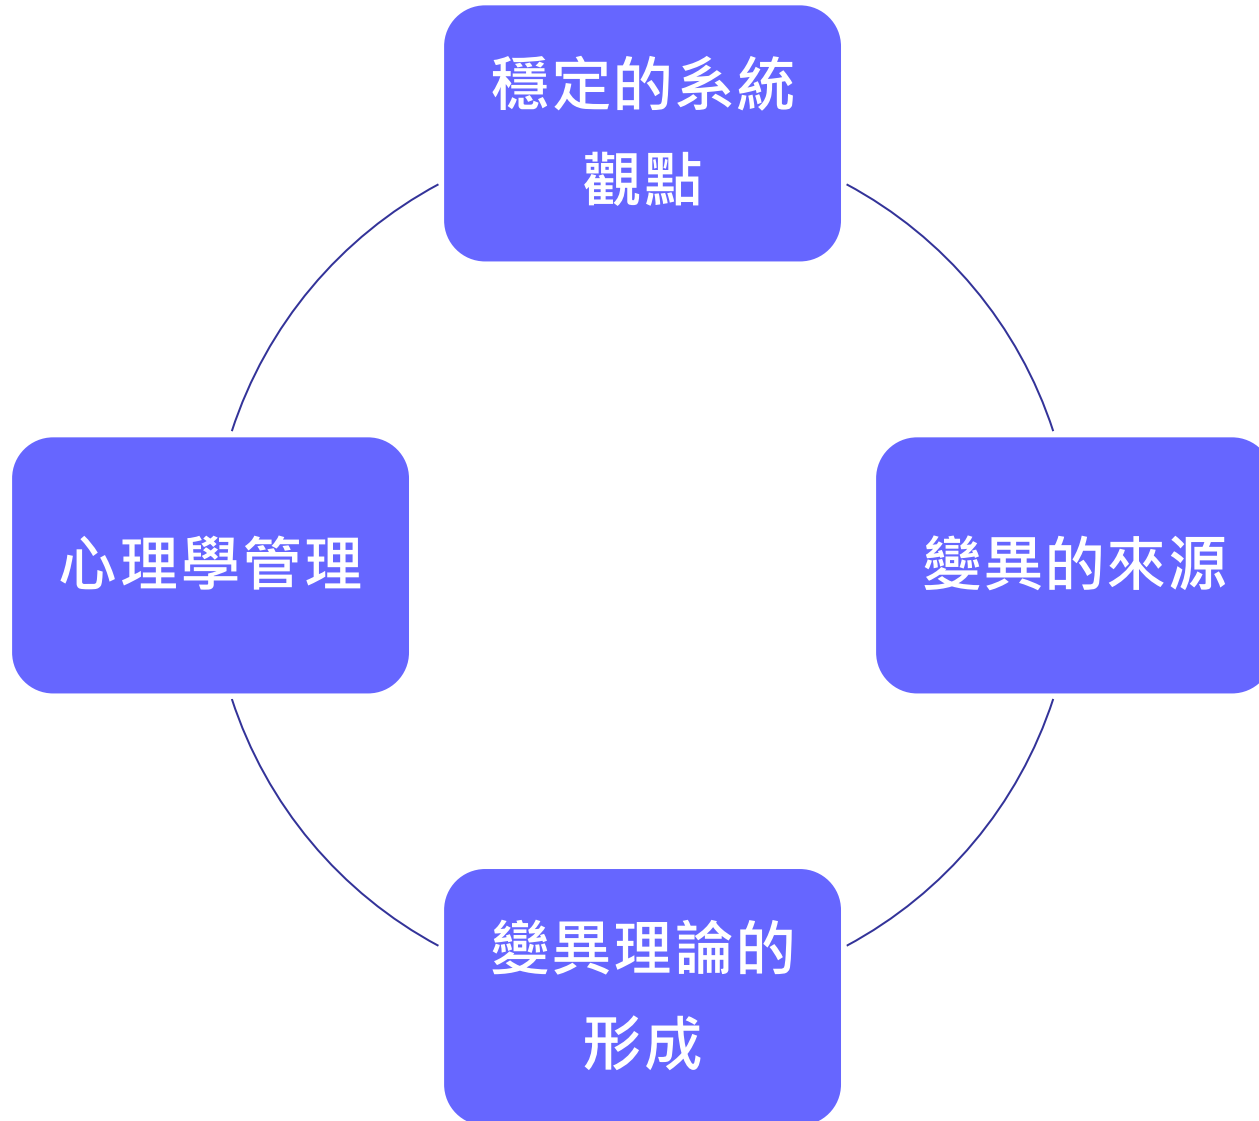 穩定的系統
觀點
心理學管理
變異的來源
變異理論的
形成